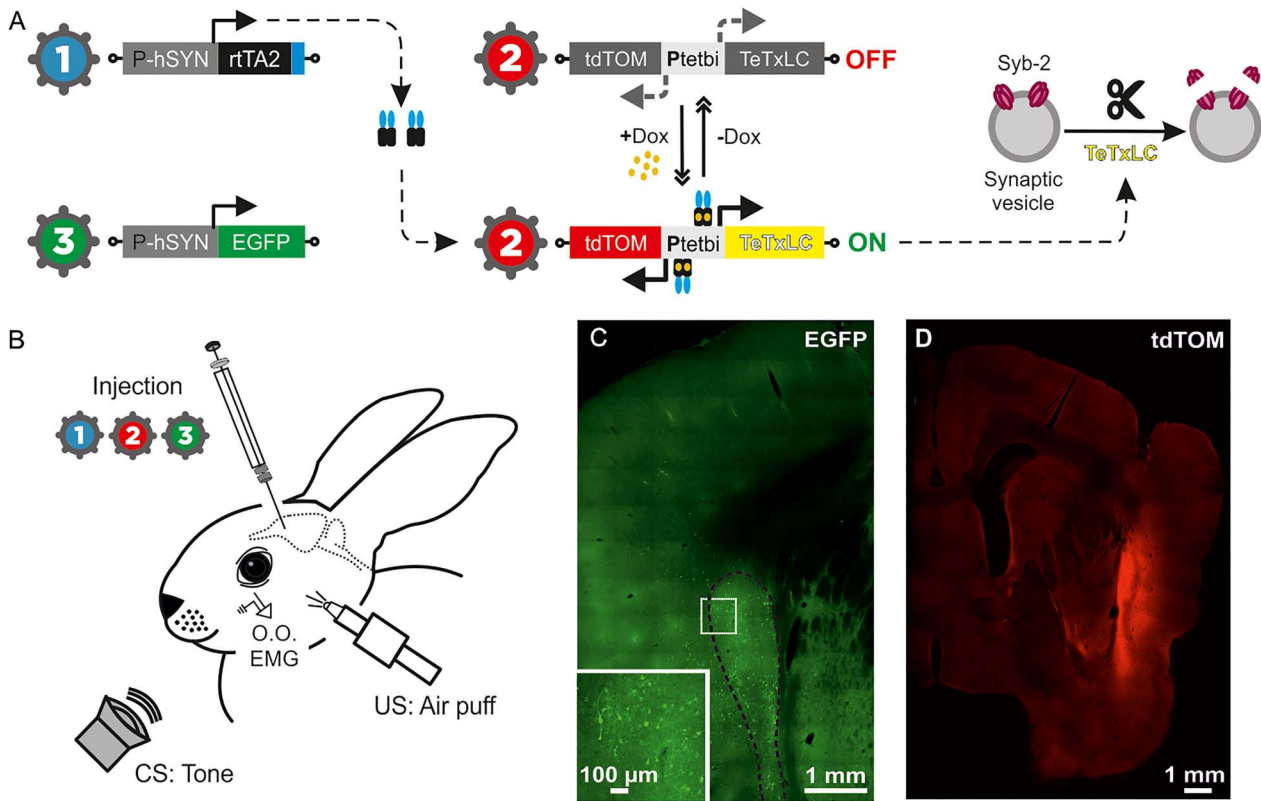 A
1
P-hSYN rtTA2
2
tdTOM Ptetbi TeTxLC OFF
+Dox -Dox
Syb-2
TeTxLC
Synaptic
vesicle
3
P-hSYN EGFP
2
tdTOM Ptetbi TeTxLC ON
B
Injection
1 2 3
O.O.
EMG
US: Air puff
CS: Tone
C EGFP
100 µm 1 mm
D tdTOM
1 mm